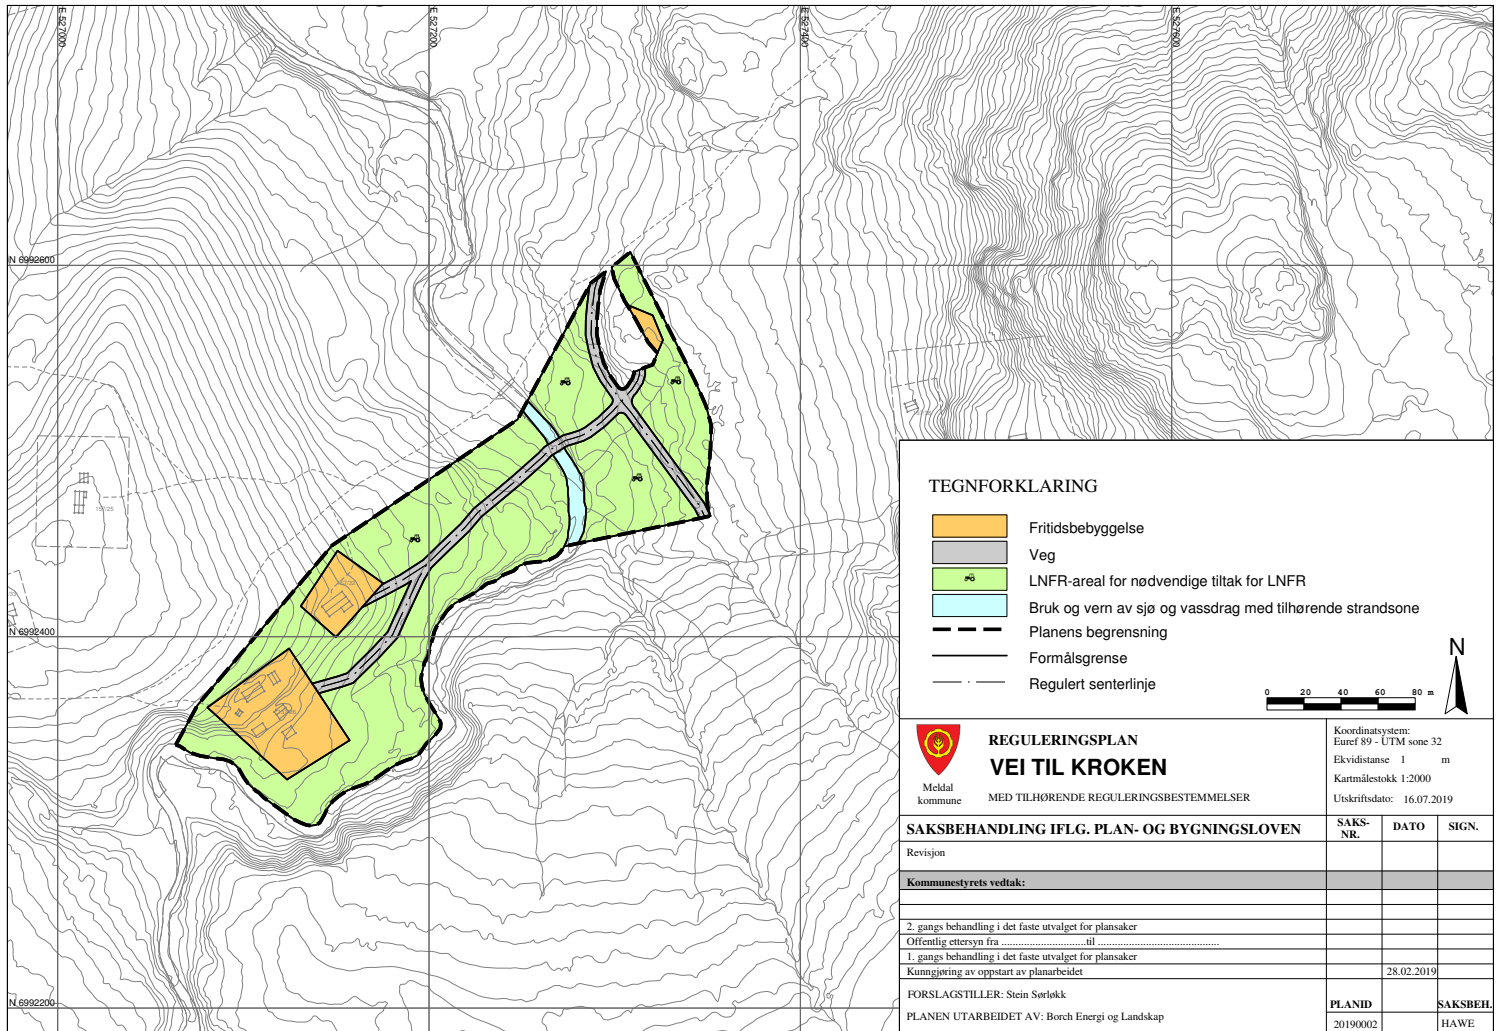 E 527000
E 527200
E 527400
E 527600
N 6992600
N 6992400
N 6992200
157/25
TEGNFORKLARING
Fritidsbebyggelse
Veg
LNFR-areal for nødvendige tiltak for LNFR
Bruk og vern av sjø og vassdrag med tilhørende strandsone
Planens begrensning
Formålsgrense
Regulert senterlinje
N
0 20 40 60 80 m
Meldal
kommune
REGULERINGSPLAN
VEI TIL KROKEN
MED TILHØRENDE REGULERINGSBESTEMMELSER
Koordinatsystem:
Euref 89 - UTM sone 32
Ekvidistanse 1 m
Kartmålestokk 1:2000
Utskriftsdato: 16.07.2019
SAKSBEHANDLING IFLG. PLAN- OG BYGNINGSLOVEN
SAKS-
NR.
DATO
SIGN.
Revisjon
Kommunestyrets vedtak:
2. gangs behandling i det faste utvalget for plansaker
Offentlig ettersyn fra ..............................til ...........................................
1. gangs behandling i det faste utvalget for plansaker
Kunngjøring av oppstart av planarbeidet 28.02.2019
FORSLAGSTILLER: Stein Sørløkk
PLANEN UTARBEIDET AV: Borch Energi og Landskap
PLANID
SAKSBEH.
20190002
HAWE